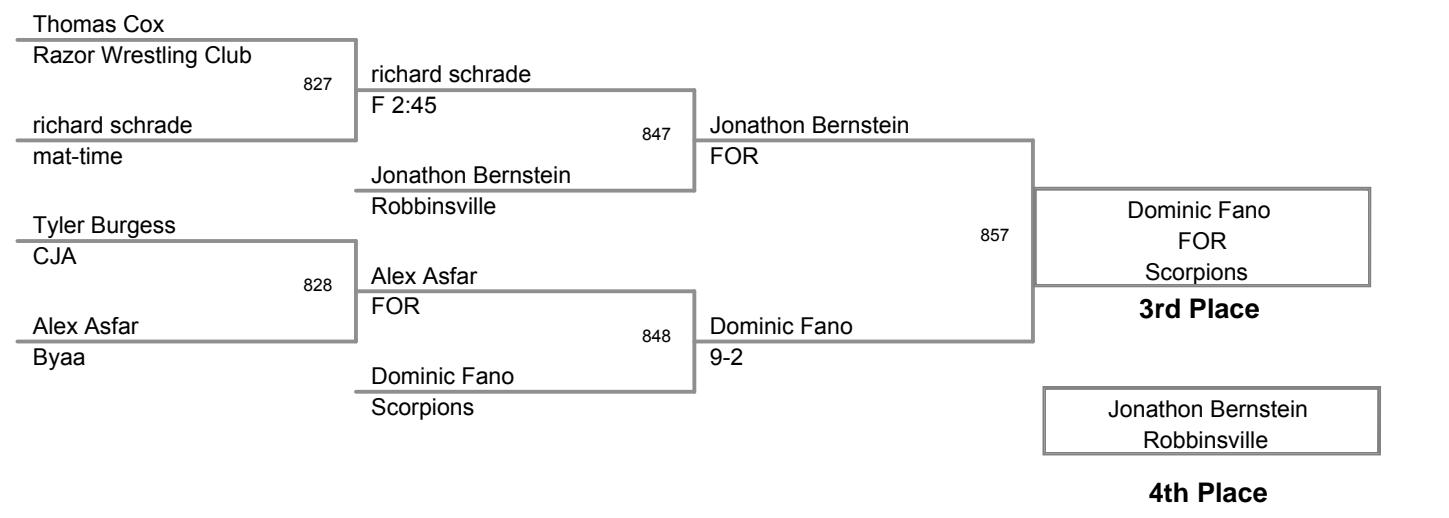 Thomas Cox
Razor Wrestling Club
827
richard schrade
mat-time
Tyler Burgess
CJA
828
Alex Asfar
Byaa
richard schrade
F 2:45
847
Jonathon Bernstein
Robbinsville
Alex Asfar
FOR
848
Dominic Fano
Scorpions
Jonathon Bernstein
FOR
857
Dominic Fano
9-2
Dominic Fano
FOR
Scorpions
3rd Place
Jonathon Bernstein
Robbinsville
4th Place